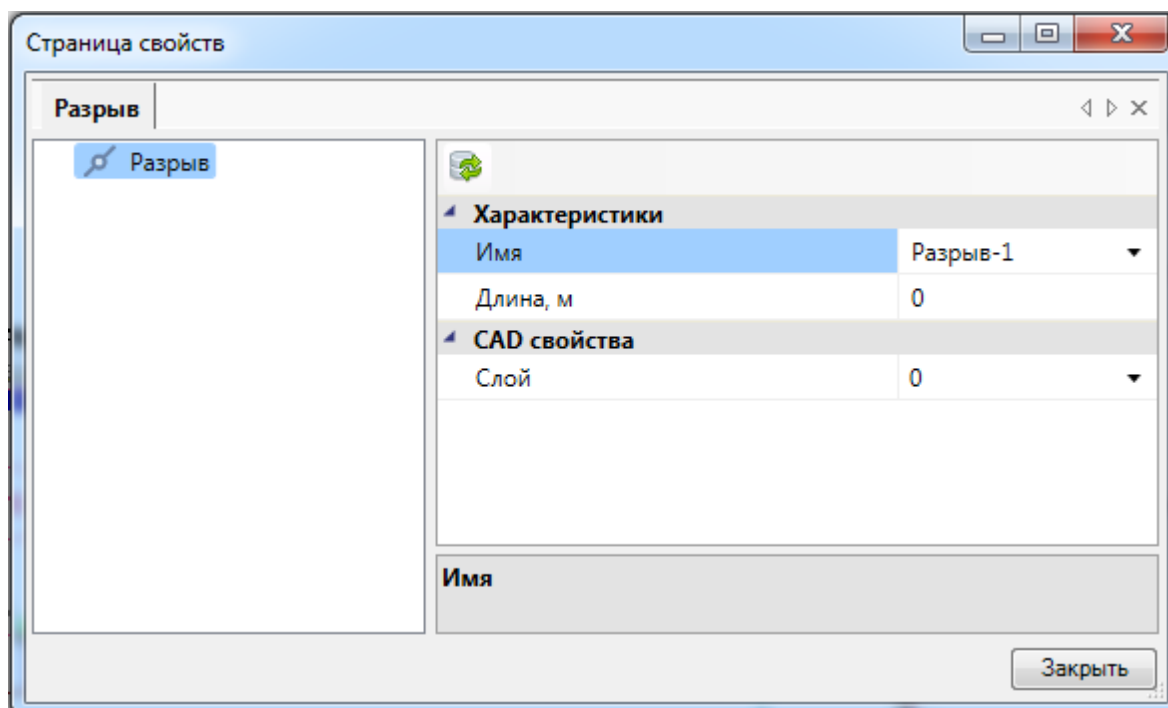 Страница свойств
Разрыв
Разрыв
Характеристики
Имя Разрыв-1
Длина, м 0
CAD свойства
Слой 0
Имя
Закрыть